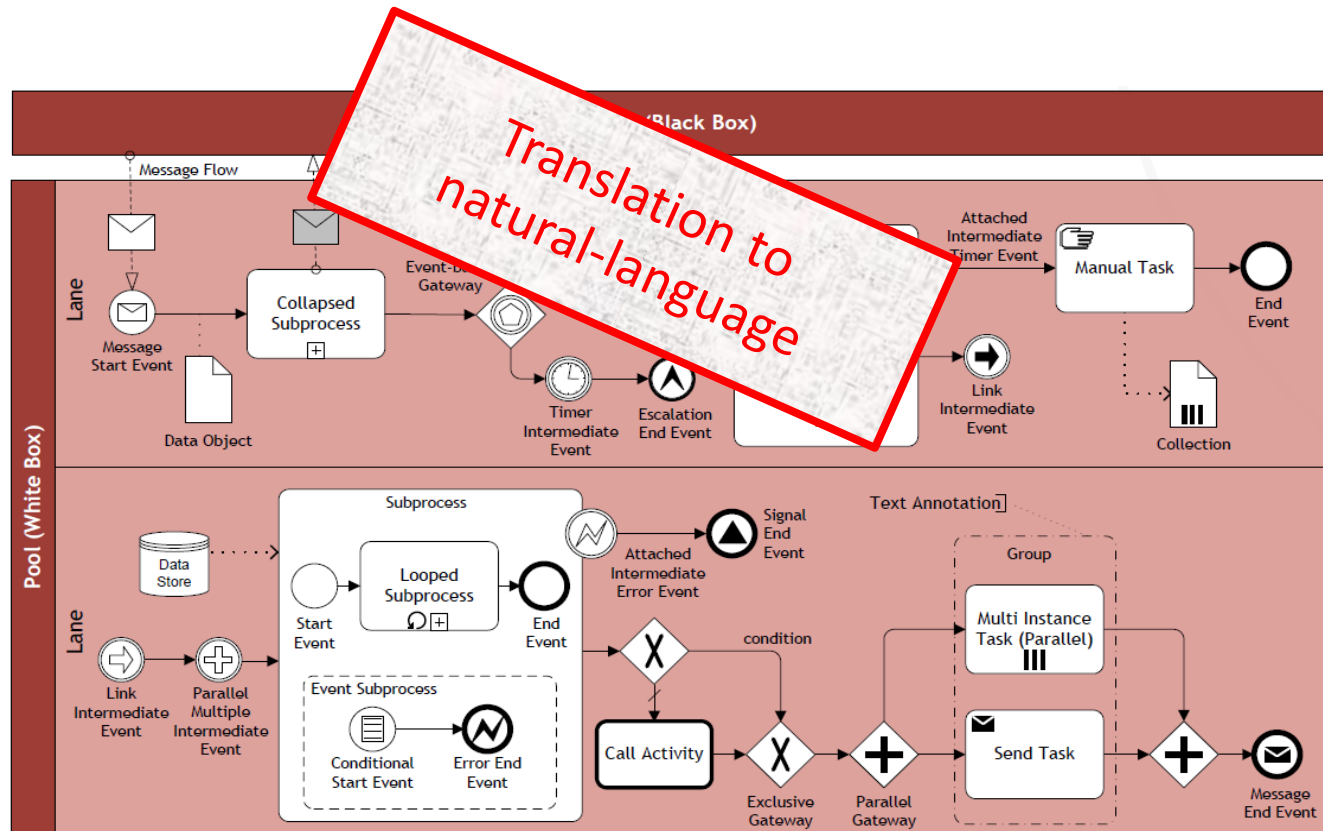 (Black Box)
Translation to
natural-language
Message Flow
Pool (White Box)
Lane
Message
Start Event
Data Object
Collapsed
Subprocess
Gateway
Timer
Intermediate
Event
Escalation
End Event
Attached
Intermediate
Timer Event
Manual Task
End
Event
Link
Intermediate
Event
Collection
Lane
Data
Store
Link
Intermediate
Event
Parallel
Multiple
Intermediate
Event
Subprocess
Start
Event
Looped
Subprocess
End
Event
Event Subprocess
Conditional
Start Event
Error End
Event
Attached
Intermediate
Error Event
Signal
End
Event
condition
Call Activity
Exclusive
Gateway
Parallel
Gateway
Text Annotation
Group
Multi Instance
Task (Parallel)
Send Task
Message
End Event